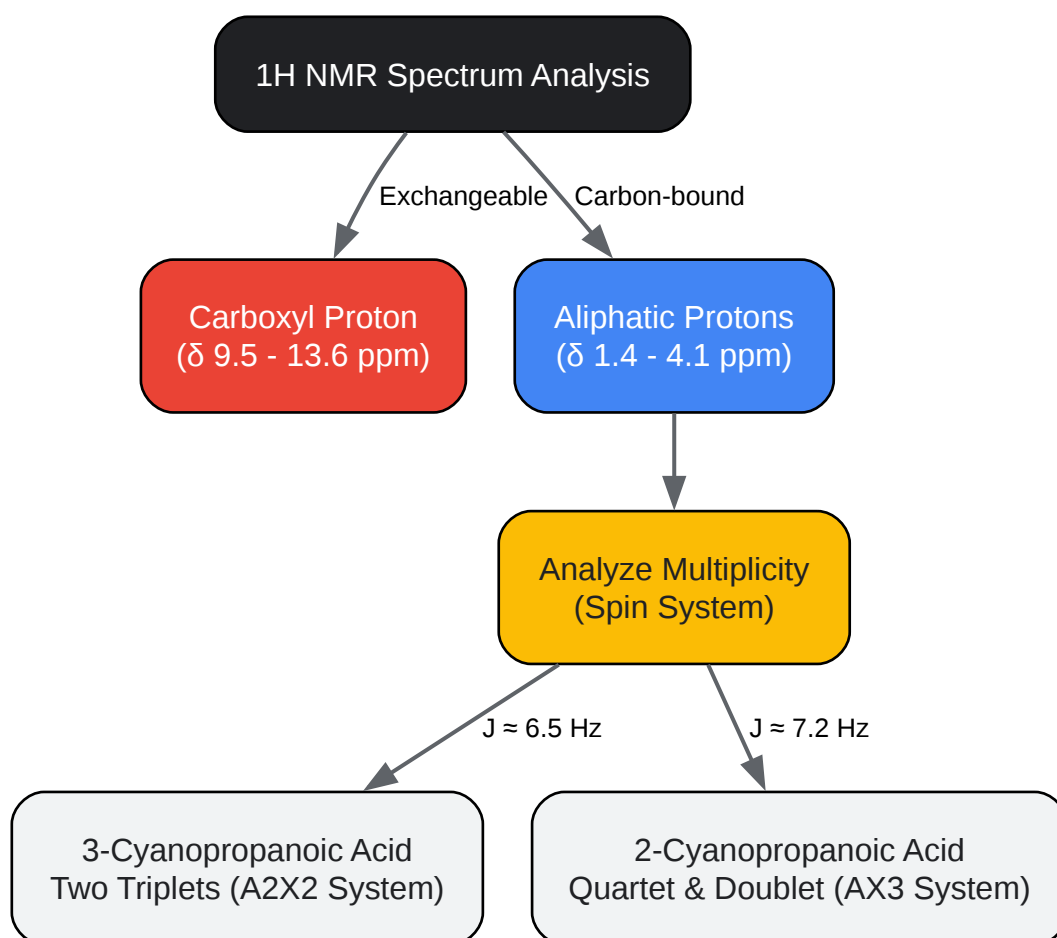 1H NMR Spectrum Analysis
Exchangeable
Carbon-bound
Carboxyl Proton
(δ 9.5 - 13.6 ppm)
Aliphatic Protons
(δ 1.4 - 4.1 ppm)
Analyze Multiplicity
(Spin System)
J ≈ 6.5 Hz
J ≈ 7.2 Hz
3-Cyanopropanoic Acid
Two Triplets (A2X2 System)
2-Cyanopropanoic Acid
Quartet & Doublet (AX3 System)